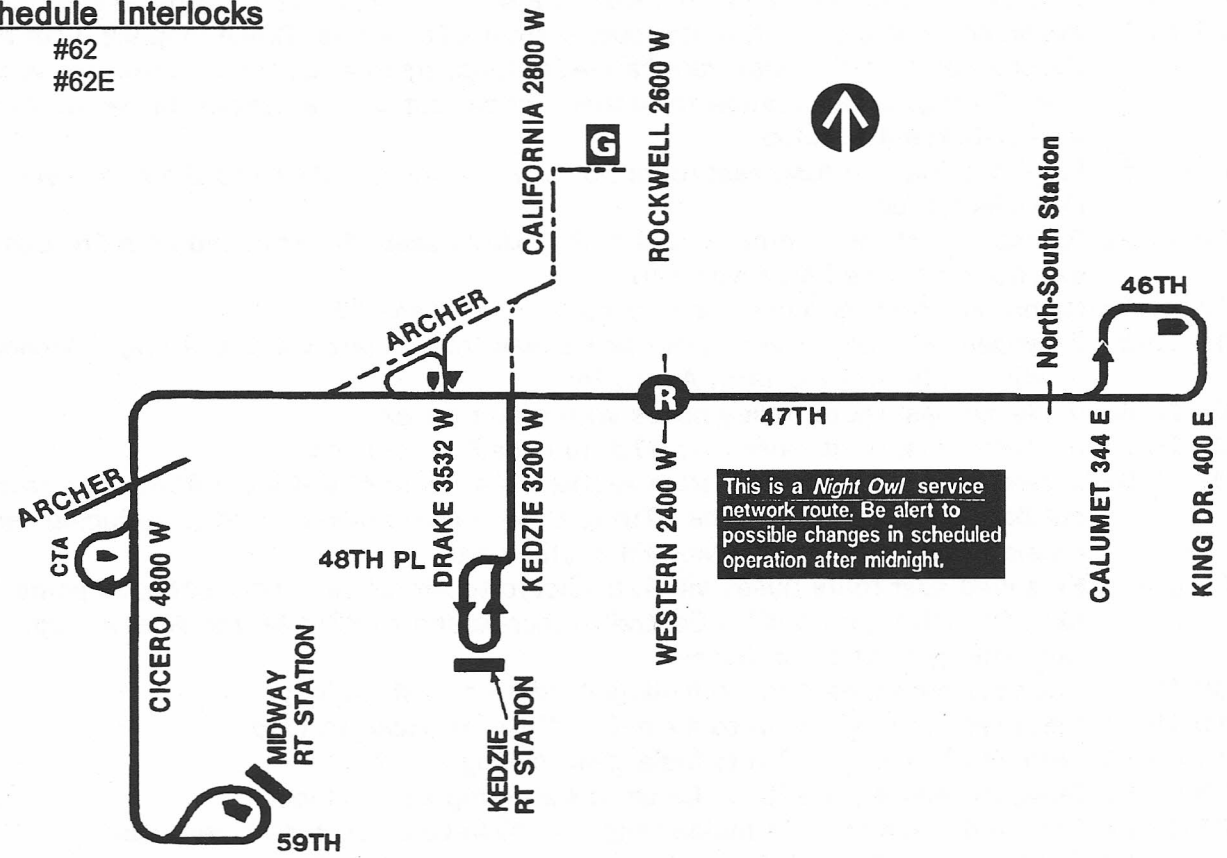 hedule Interlocks
#62
#62E
CALIFORNIA 2800 W
ROCKWELL 2600 W
G
North-South Station
46TH
ARCHER
R
47TH
ARCHER
CTA
CICERO 4800 W
48TH PL
DRAKE 3532 W
KEDZIE 3200 W
WESTERN 2400 W
This is a Night Owl service
network route. Be alert to
possible changes in scheduled
operation after midnight.
CALUMET 344 E
KING DR. 400 E
MIDWAY
RT STATION
KEDZIE
RT STATION
59TH